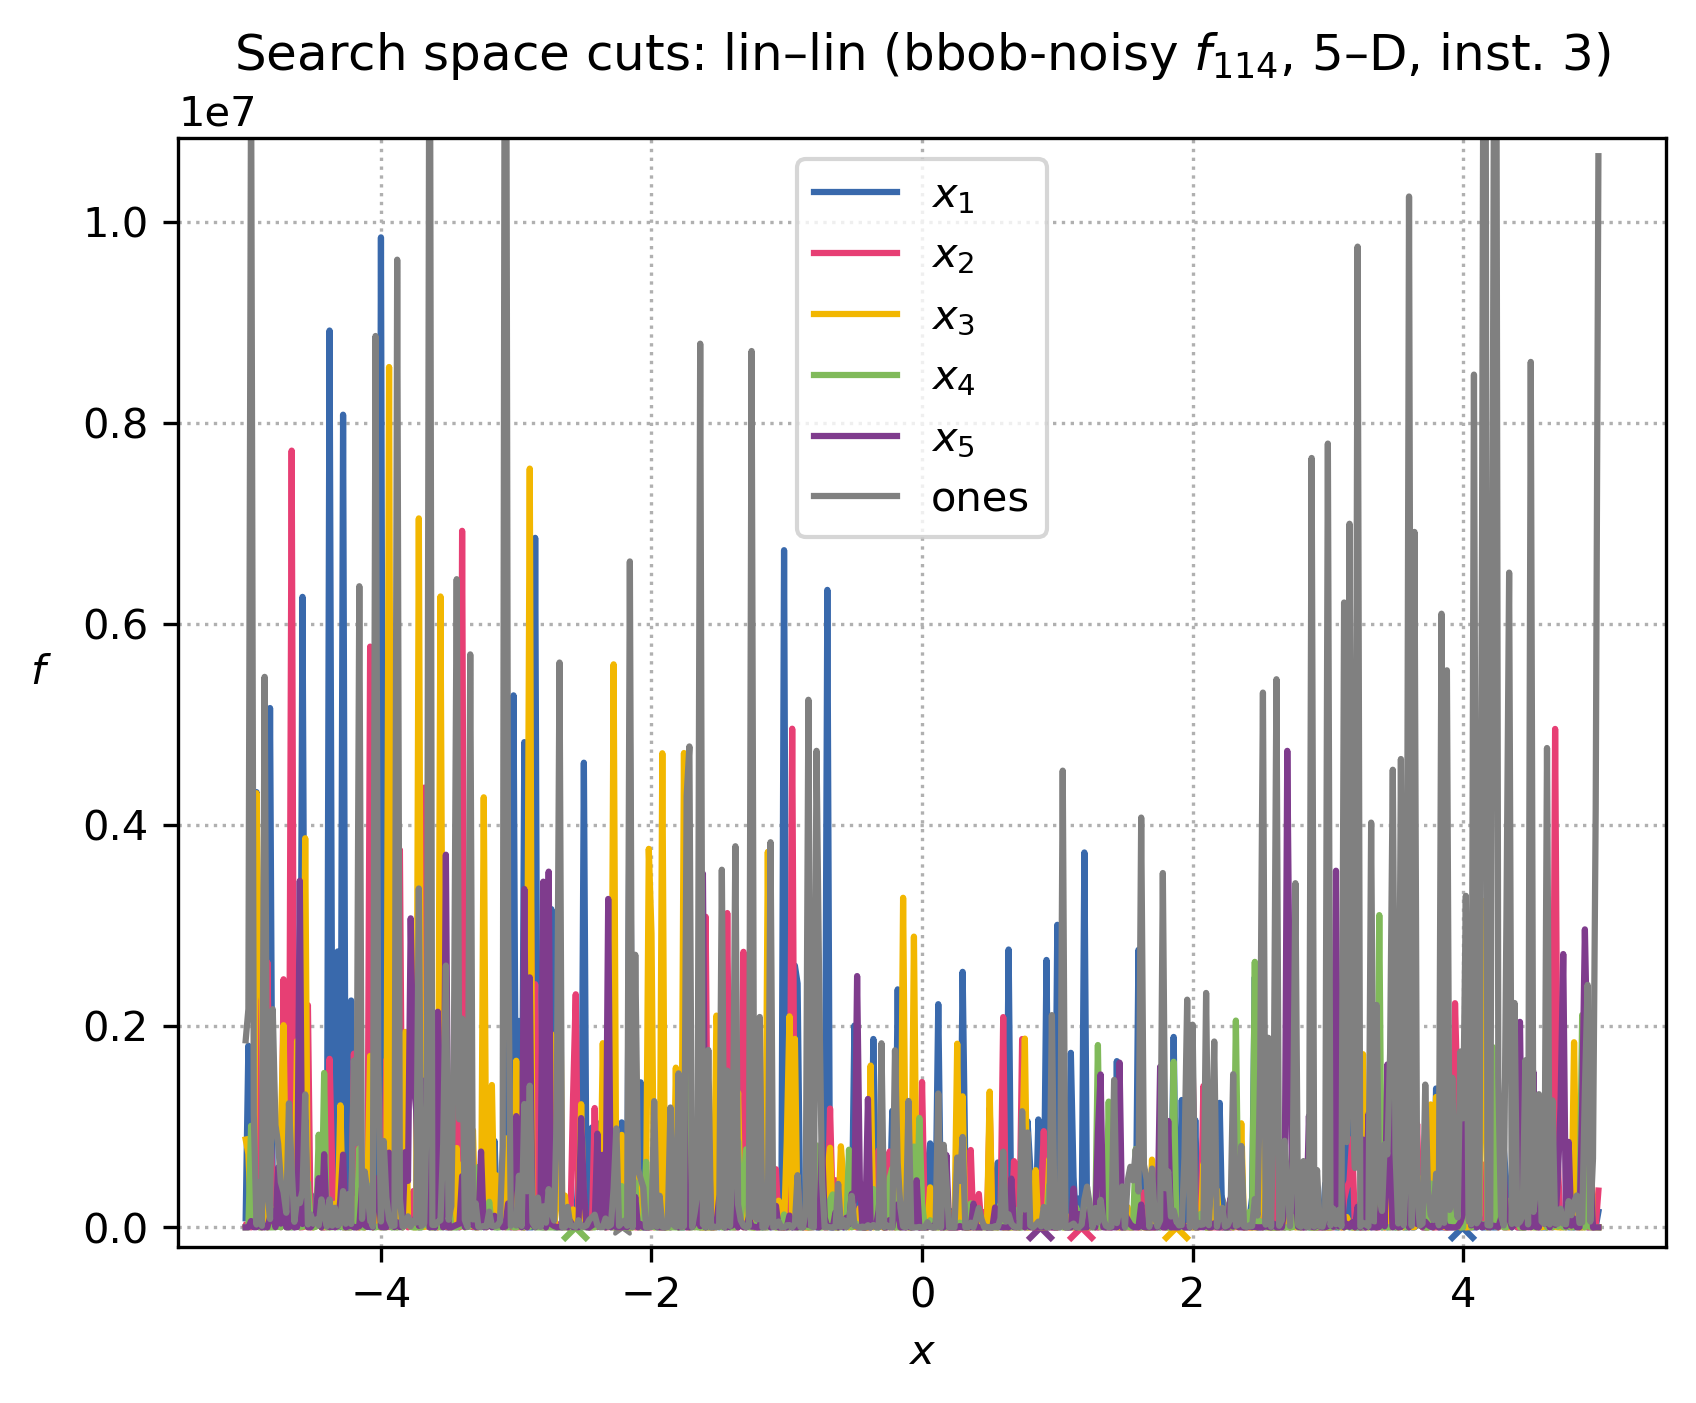 Search space cuts: lin–lin (bbob-noisy f₁₁₄, 5–D, inst. 3)
1e7
1.0
0.8
0.6
0.4
0.2
0.0
f
x₁
x₂
x₃
x₄
x₅
ones
−4 −2 0 2 4
x